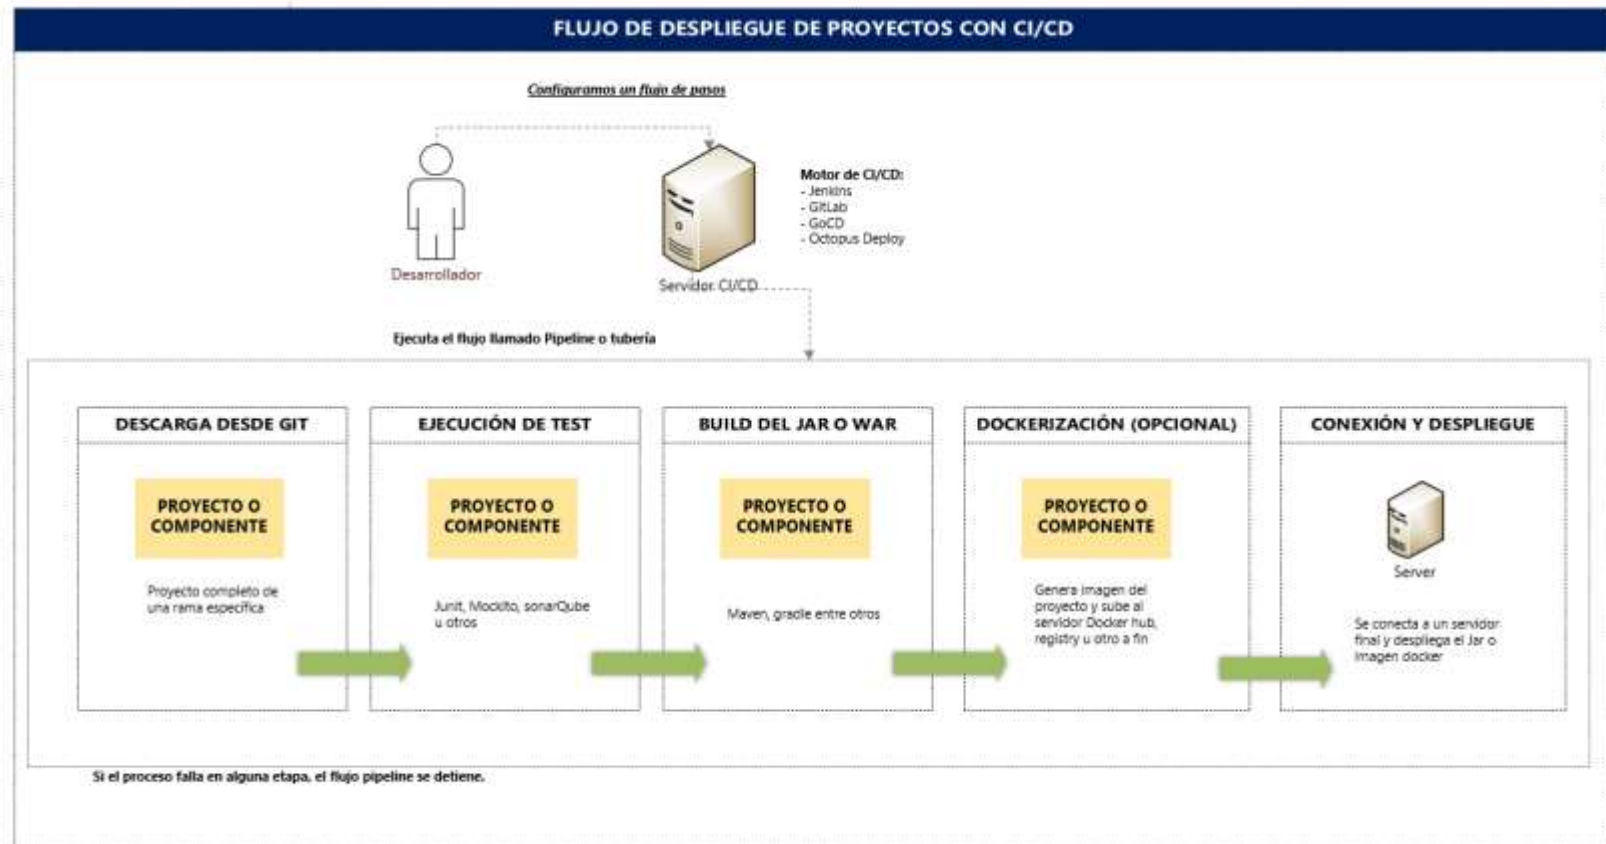 FLUJO DE DESPLIEGUE DE PROYECTOS CON CI/CD
Configuramos un flujo de pasos
Motor de CI/CD:
- Jenkins
- GitLab
- GoCD
- Octopus Deploy
Desarrollador
Servidor CI/CD
Ejecuta el flujo llamado Pipeline o tubería
DESCARGA DESDE GIT
PROYECTO O
COMPONENTE
Proyecto completo de
una rama específica
EJECUCIÓN DE TEST
PROYECTO O
COMPONENTE
Junit, Mockito, sonarQube
u otros
BUILD DEL JAR O WAR
PROYECTO O
COMPONENTE
Maven, gradle entre otros
DOCKERIZACIÓN (OPCIONAL)
PROYECTO O
COMPONENTE
Genera imagen del
proyecto y sube al
servidor Docker hub,
registry u otro a fin
CONEXIÓN Y DESPLIEGUE
Server
Se conecta a un servidor
final y despliega el Jar o
imagen docker
Si el proceso falla en alguna etapa, el flujo pipeline se detiene.